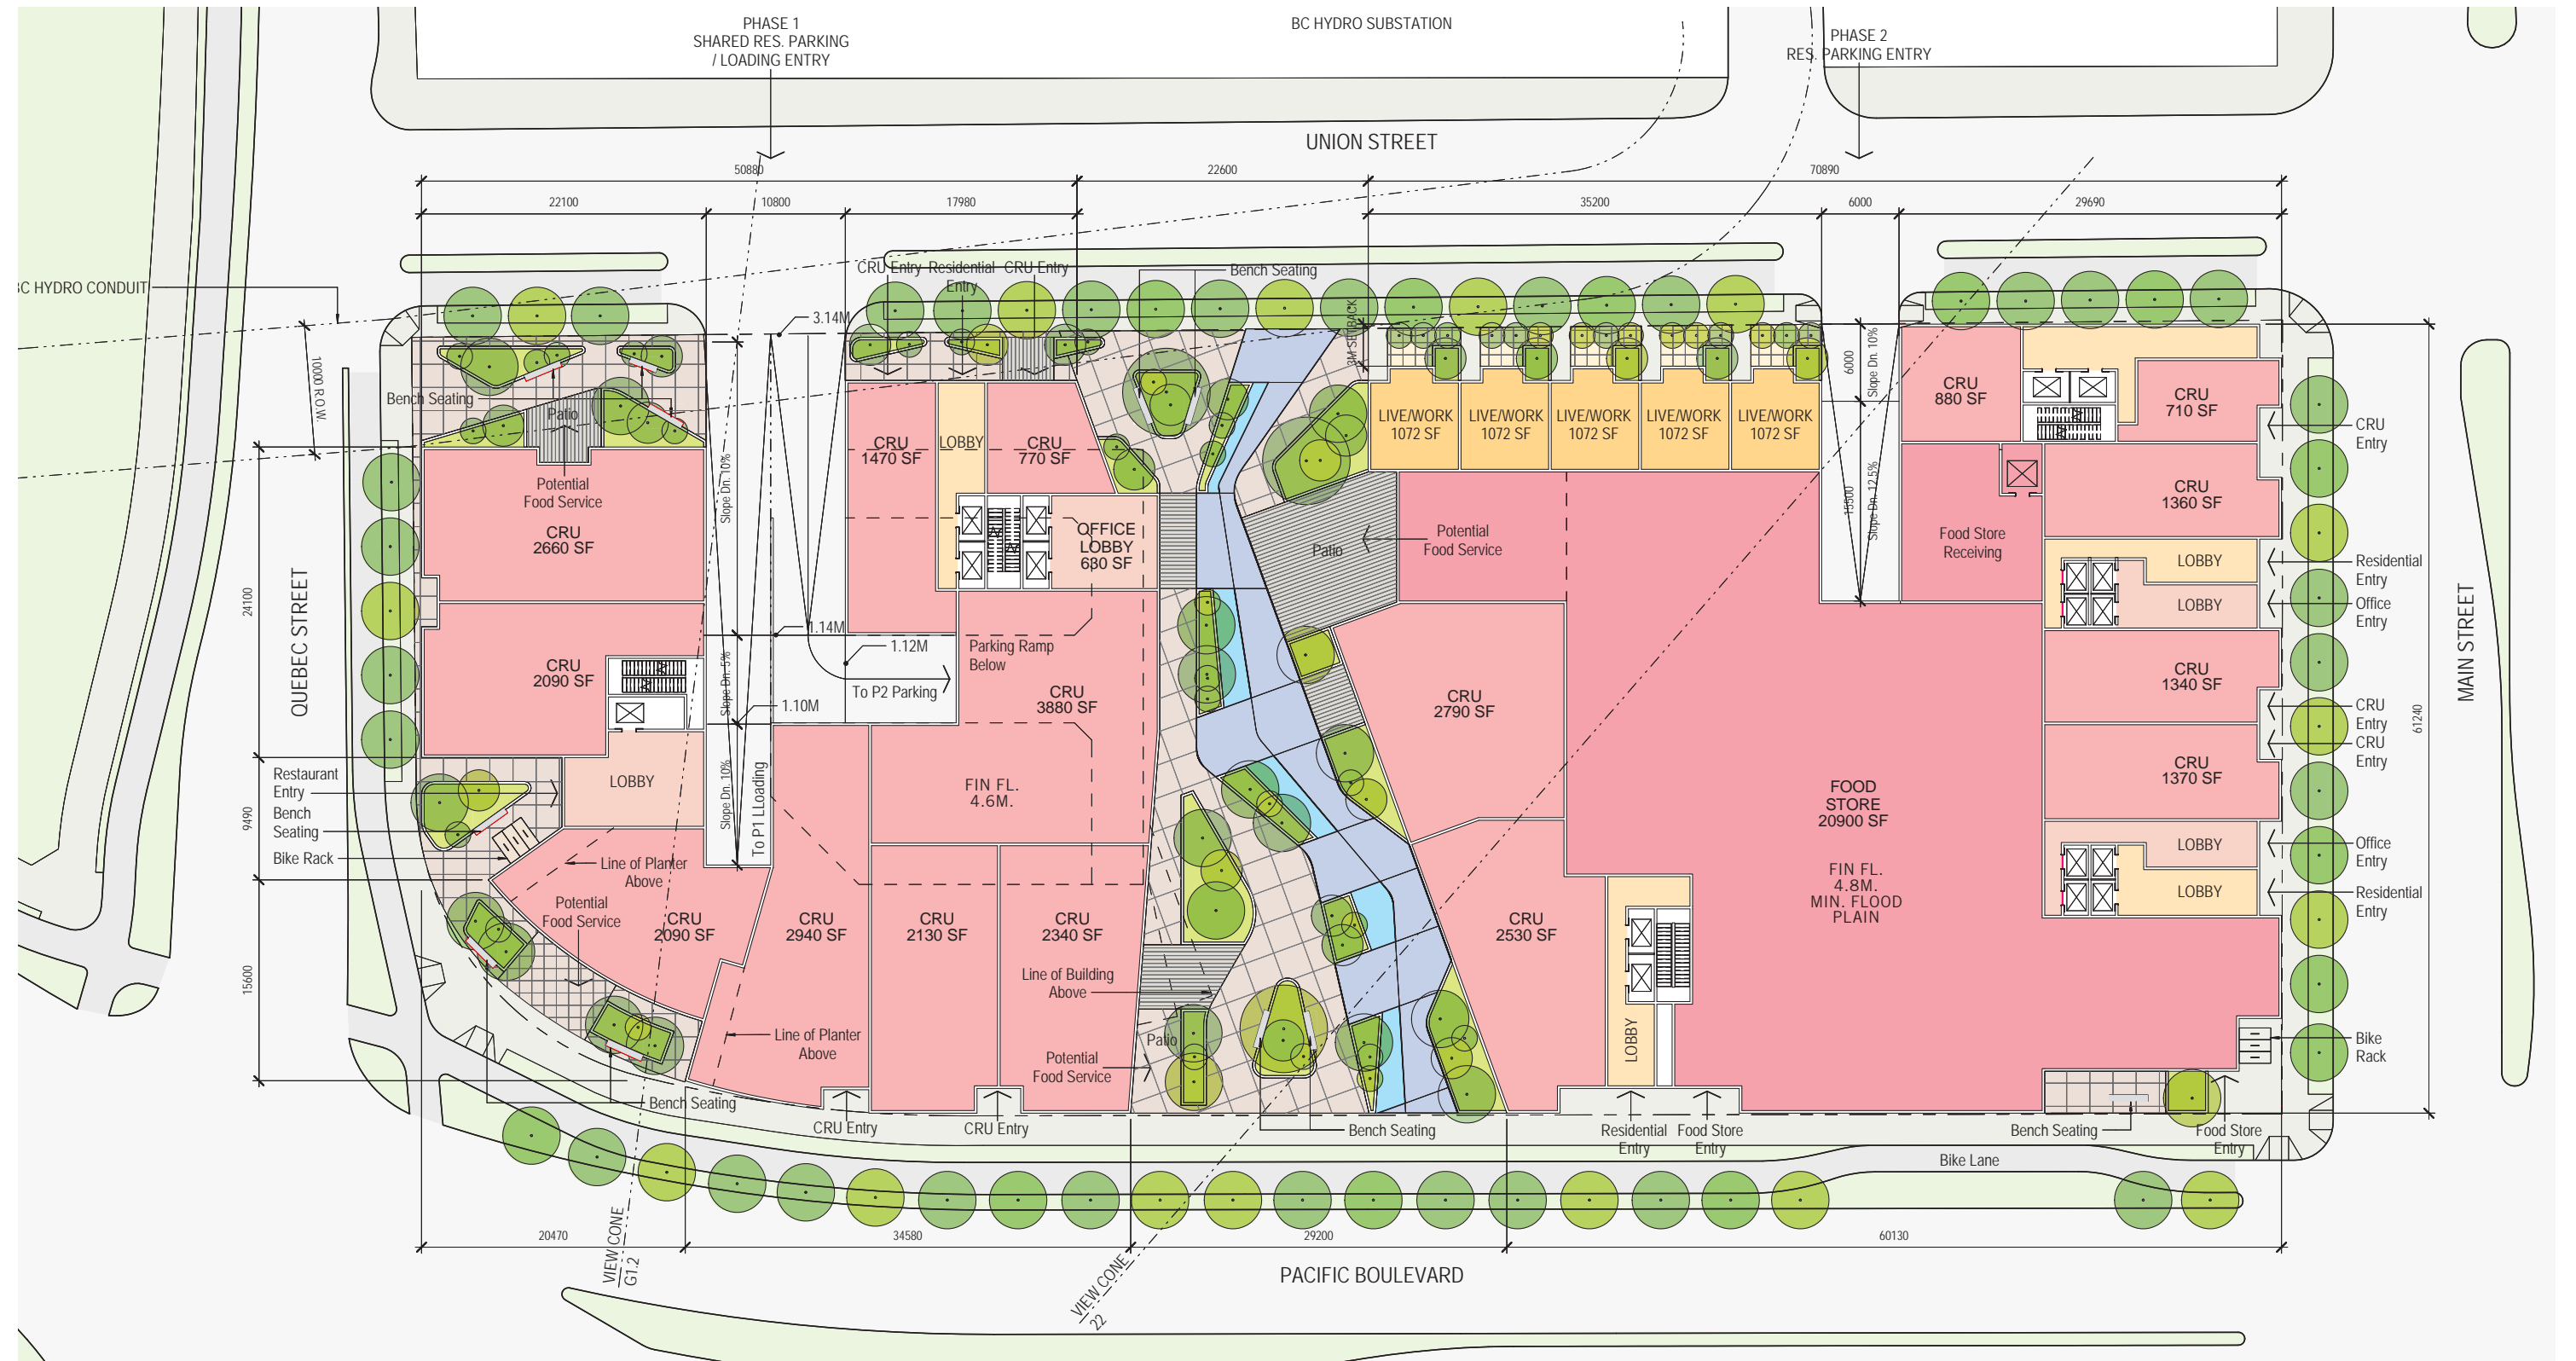 PHASE 1
SHARED RES. PARKING
/ LOADING ENTRY
BC HYDRO SUBSTATION
PHASE 2
RES. PARKING ENTRY
UNION STREET
50880
22600
70890
22100
10800
17980
35200
6000
29690
BC HYDRO CONDUIT
CRU Entry
Residential
Entry
CRU Entry
Bench Seating
3.14M
3M SETBACK
10000 R.O.W.
Bench Seating
Patio
Slope Dn. 10%
6000
Slope Dn. 10%
15500
Slope Dn. 12.5%
Potential
Food Service
CRU
2660 SF
CRU
1470 SF
LOBBY
CRU
770 SF
OFFICE
LOBBY
630 SF
LIVE/WORK
1072 SF
LIVE/WORK
1072 SF
LIVE/WORK
1072 SF
LIVE/WORK
1072 SF
LIVE/WORK
1072 SF
CRU
880 SF
CRU
710 SF
CRU
Entry
Patio
Potential
Food Service
Food Store
Receiving
CRU
1360 SF
LOBBY
Residential
Entry
LOBBY
Office
Entry
QUEBEC STREET
24100
CRU
2090 SF
1.14M
1.12M
Slope Dn. 5%
To P2 Parking
1.10M
Parking Ramp
Below
CRU
3880 SF
CRU
2790 SF
CRU
1340 SF
CRU
Entry
CRU
Entry
CRU
1370 SF
61240
MAIN STREET
Restaurant
Entry
Bench
Seating
Bike Rack
9490
LOBBY
Slope Dn. 10%
To P1 Loading
FIN FL.
4.6M.
FOOD
STORE
20900 SF
FIN FL.
4.8M.
MIN. FLOOD
PLAIN
LOBBY
Office
Entry
LOBBY
Residential
Entry
Line of Planter
Above
Potential
Food Service
CRU
2090 SF
CRU
2940 SF
CRU
2130 SF
CRU
2340 SF
Line of Building
Above
CRU
2530 SF
15600
Line of Planter
Above
Patio
Potential
Food Service
LOBBY
Bike
Rack
Bench Seating
CRU Entry
CRU Entry
Bench Seating
Residential
Entry
Food Store
Entry
Bench Seating
Food Store
Entry
Bike Lane
20470
34580
29200
60130
VIEW CONE
G1.2
VIEW CONE
22
PACIFIC BOULEVARD